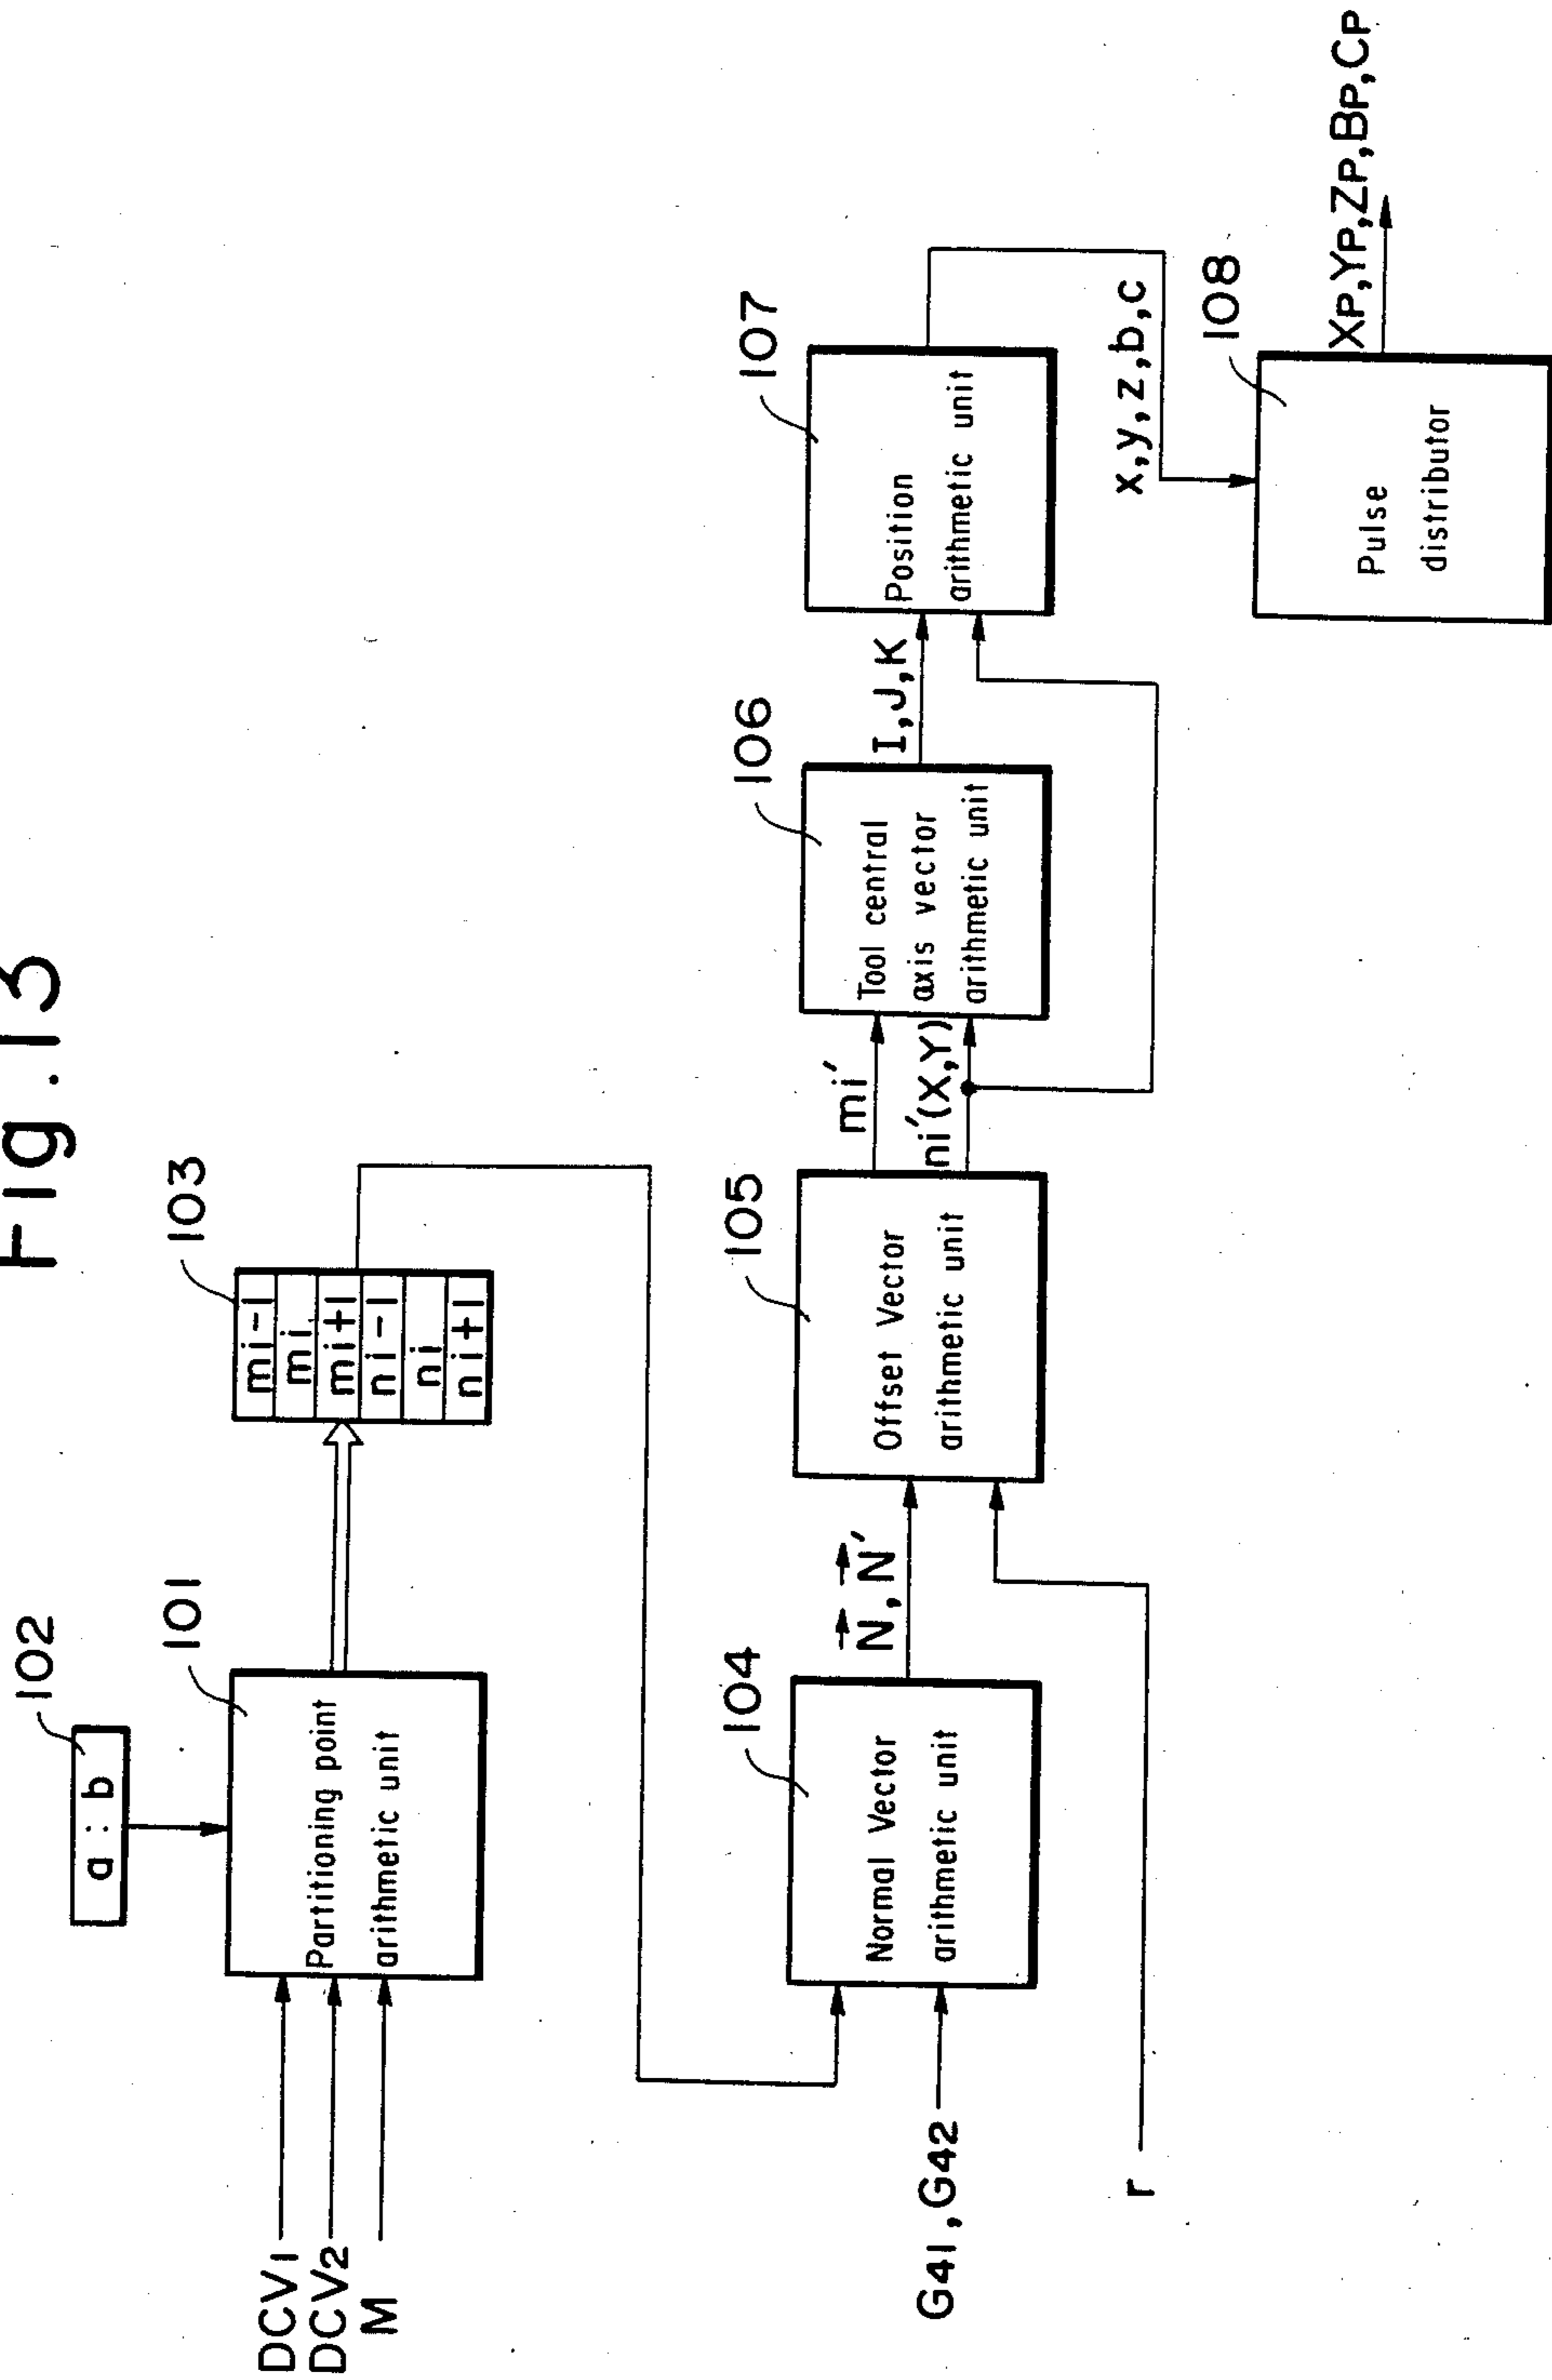 Fig.13
102
a : b
101
Partitioning point
arithmetic unit
DCV1
DCV2
M
103
mi-1
mi
mi+1
ni-1
ni
ni+1
104
Normal Vector
arithmetic unit
G41,G42
r
N,N′
105
Offset Vector
arithmetic unit
mi′
ni′(X,Y)
106
Tool central
axis vector
arithmetic unit
I,J,K
107
Position
arithmetic unit
x,y,z,b,c
108
Pulse
distributor
XP,YP,ZP,BP,CP